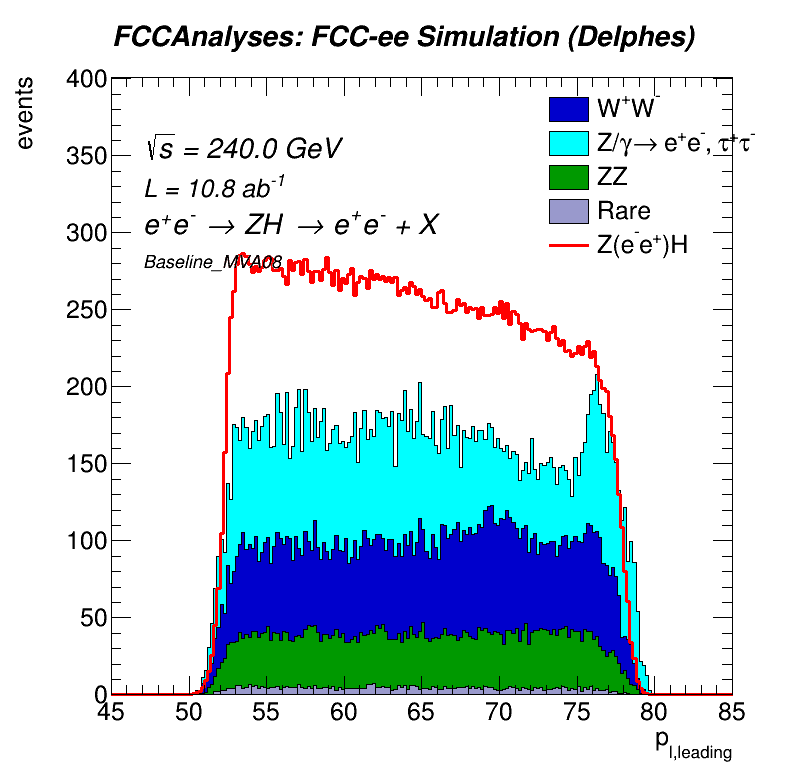 FCCAnalyses: FCC-ee Simulation (Delphes)
events
400
350
300
250
200
150
100
50
0
√s = 240.0 GeV
L = 10.8 ab⁻¹
e⁺e⁻ → ZH → e⁺e⁻ + X
Baseline_MVA08
W⁺W⁻
Z/γ→ e⁺e⁻, τ⁺τ⁻
ZZ
Rare
Z(e⁻e⁺)H
45 50 55 60 65 70 75 80 85
p_l,leading